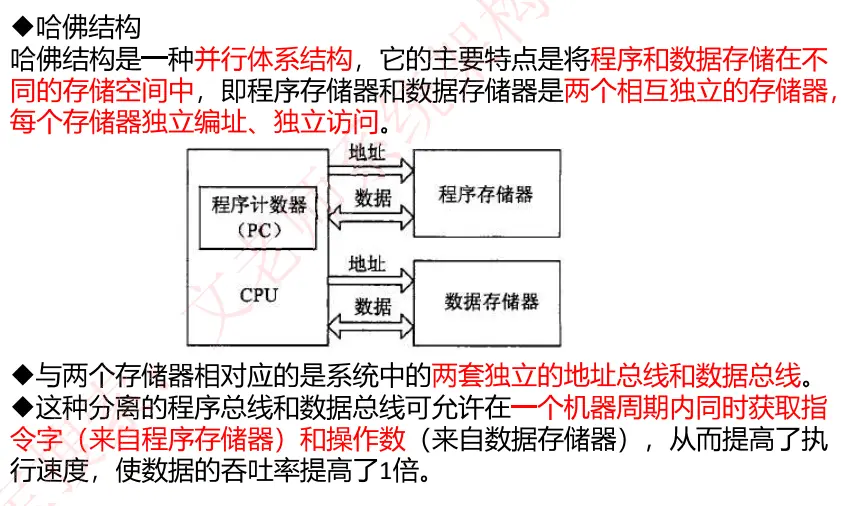 ◆哈佛结构
哈佛结构是一种并行体系结构，它的主要特点是将程序和数据存储在不
同的存储空间中，即程序存储器和数据存储器是两个相互独立的存储器，
每个存储器独立编址、独立访问。
地址
程序计数器
（PC）
数据
程序存储器
地址
CPU
数据
数据存储器
◆与两个存储器相对应的是系统中的两套独立的地址总线和数据总线。
◆这种分离的程序总线和数据总线可允许在一个机器周期内同时获取指
令字（来自程序存储器）和操作数（来自数据存储器），从而提高了执
行速度，使数据的吞吐率提高了1倍。